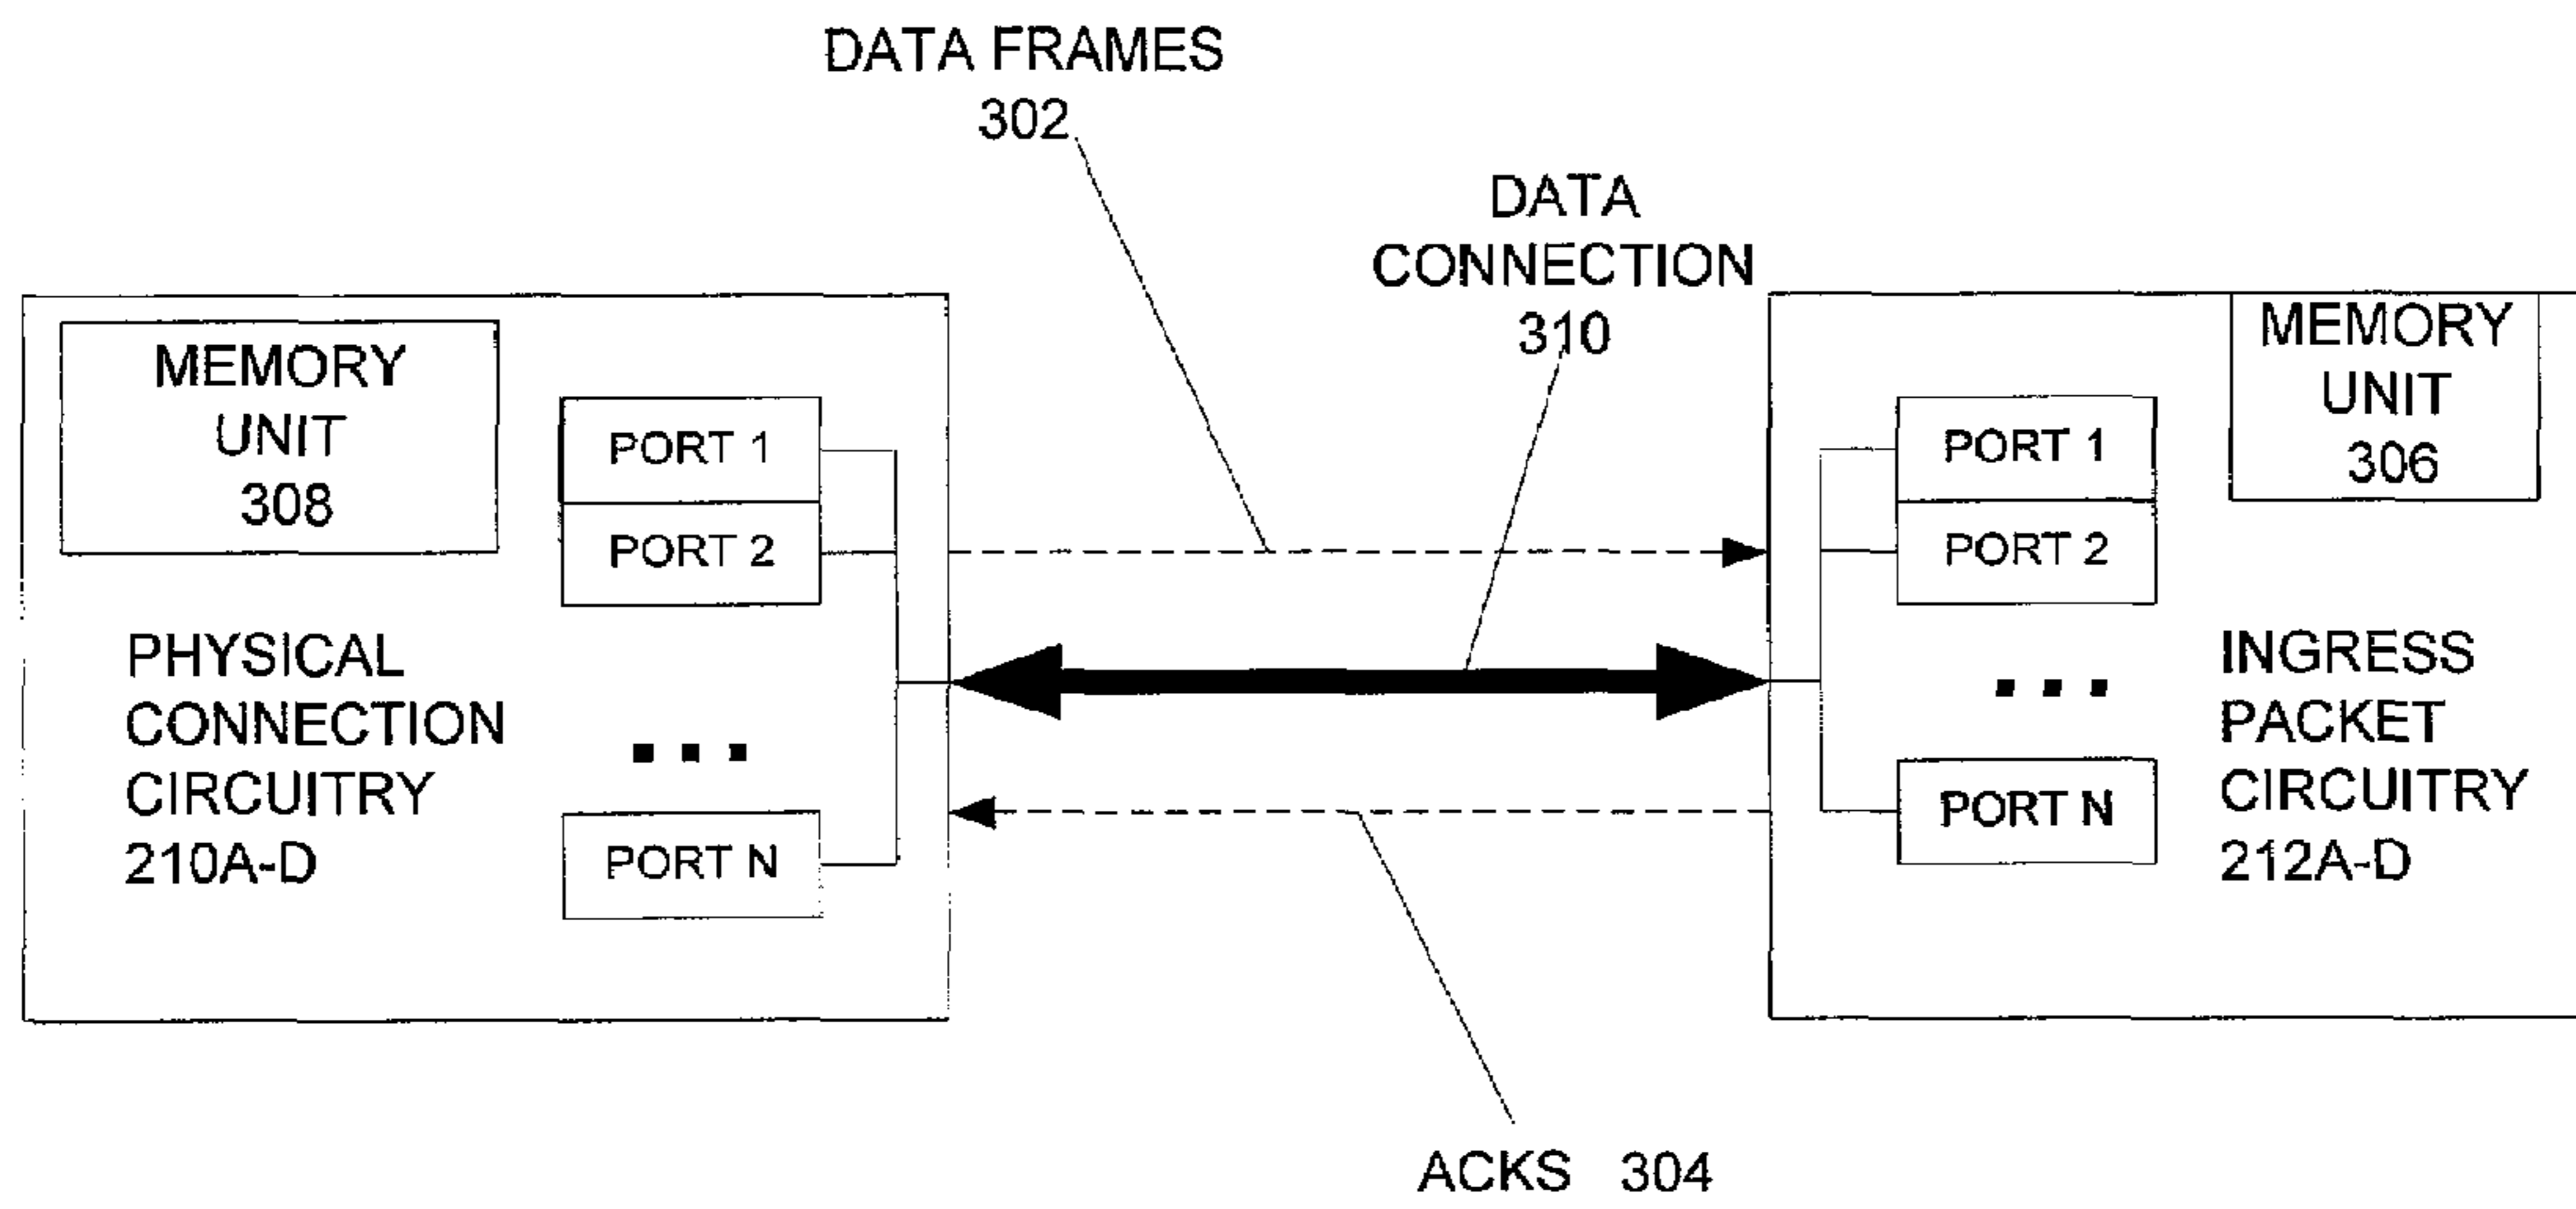 DATA FRAMES
302
DATA
CONNECTION
310
MEMORY
UNIT
308
PORT 1
PORT 2
PORT N
PHYSICAL
CONNECTION
CIRCUITRY
210A-D
MEMORY
UNIT
306
PORT 1
PORT 2
PORT N
INGRESS
PACKET
CIRCUITRY
212A-D
ACKS 304